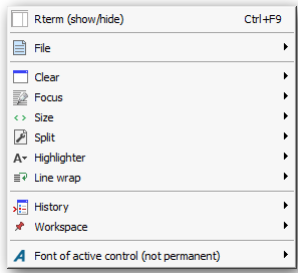 Rterm (show/hide) Ctrl+F9
File
Clear
Focus
Size
Split
Highlighter
Line wrap
History
Workspace
Font of active control (not permanent)